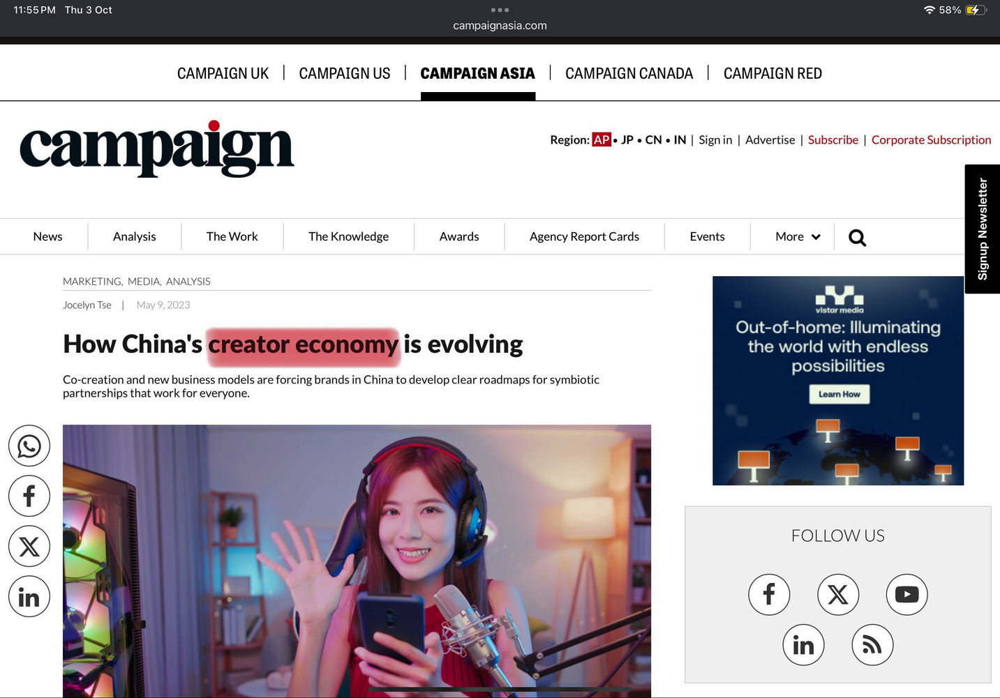 11:55 PM Thu 3 Oct
58%
campaignasia.com
CAMPAIGN UK | CAMPAIGN US | CAMPAIGN ASIA | CAMPAIGN CANADA | CAMPAIGN RED
campaign
Region: AP • JP • CN • IN | Sign in | Advertise | Subscribe | Corporate Subscription
Signup Newsletter
News
Analysis
The Work
The Knowledge
Awards
Agency Report Cards
Events
More
MARKETING, MEDIA, ANALYSIS
Jocelyn Tse | May 9, 2023
How China's creator economy is evolving
Co-creation and new business models are forcing brands in China to develop clear roadmaps for symbiotic
partnerships that work for everyone.
vistar media
Out-of-home: Illuminating
the world with endless
possibilities
Learn How
FOLLOW US